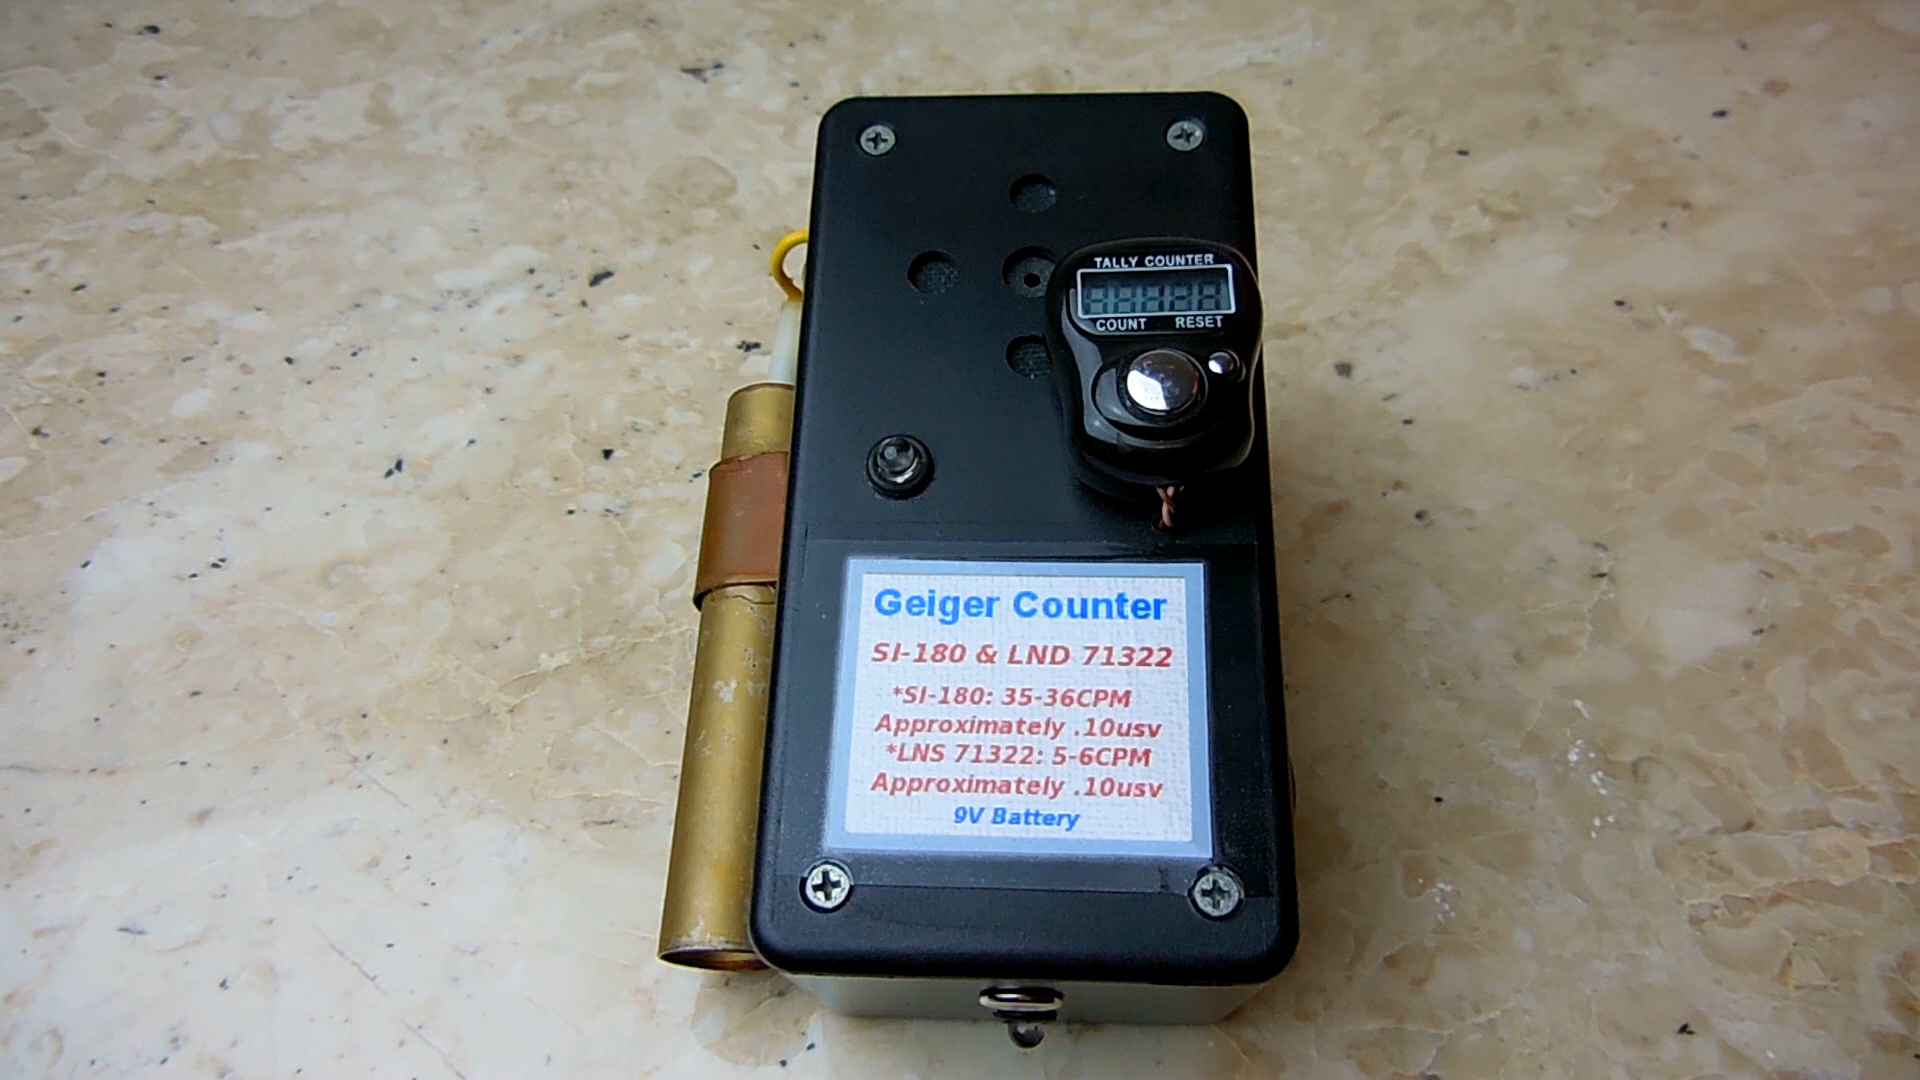 TALLY COUNTER
COUNT RESET
Geiger Counter
SI-180 & LND 71322
*SI-180: 35-36CPM
Approximately .10usv
*LNS 71322: 5-6CPM
Approximately .10usv
9V Battery